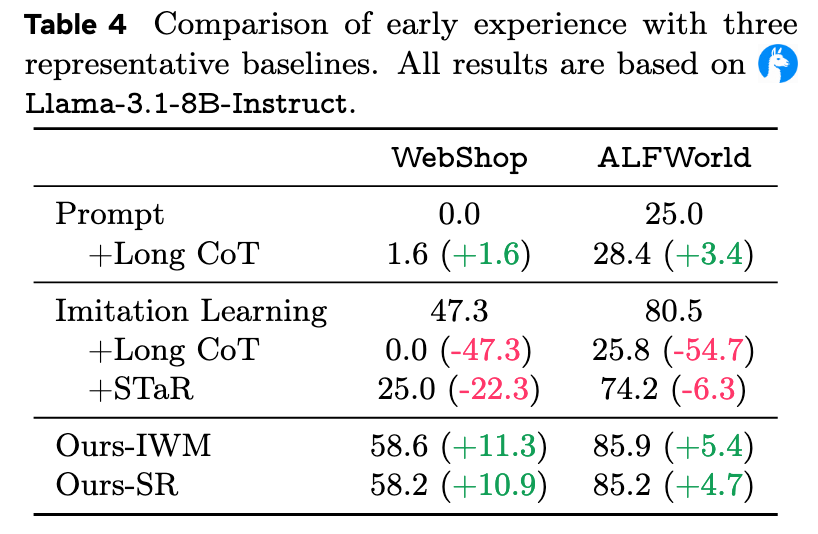 Table 4 Comparison of early experience with three
representative baselines. All results are based on
Llama-3.1-8B-Instruct.
WebShop ALFWorld
Prompt 0.0 25.0
+Long CoT 1.6 (+1.6) 28.4 (+3.4)
Imitation Learning 47.3 80.5
+Long CoT 0.0 (-47.3) 25.8 (-54.7)
+STaR 25.0 (-22.3) 74.2 (-6.3)
Ours-IWM 58.6 (+11.3) 85.9 (+5.4)
Ours-SR 58.2 (+10.9) 85.2 (+4.7)